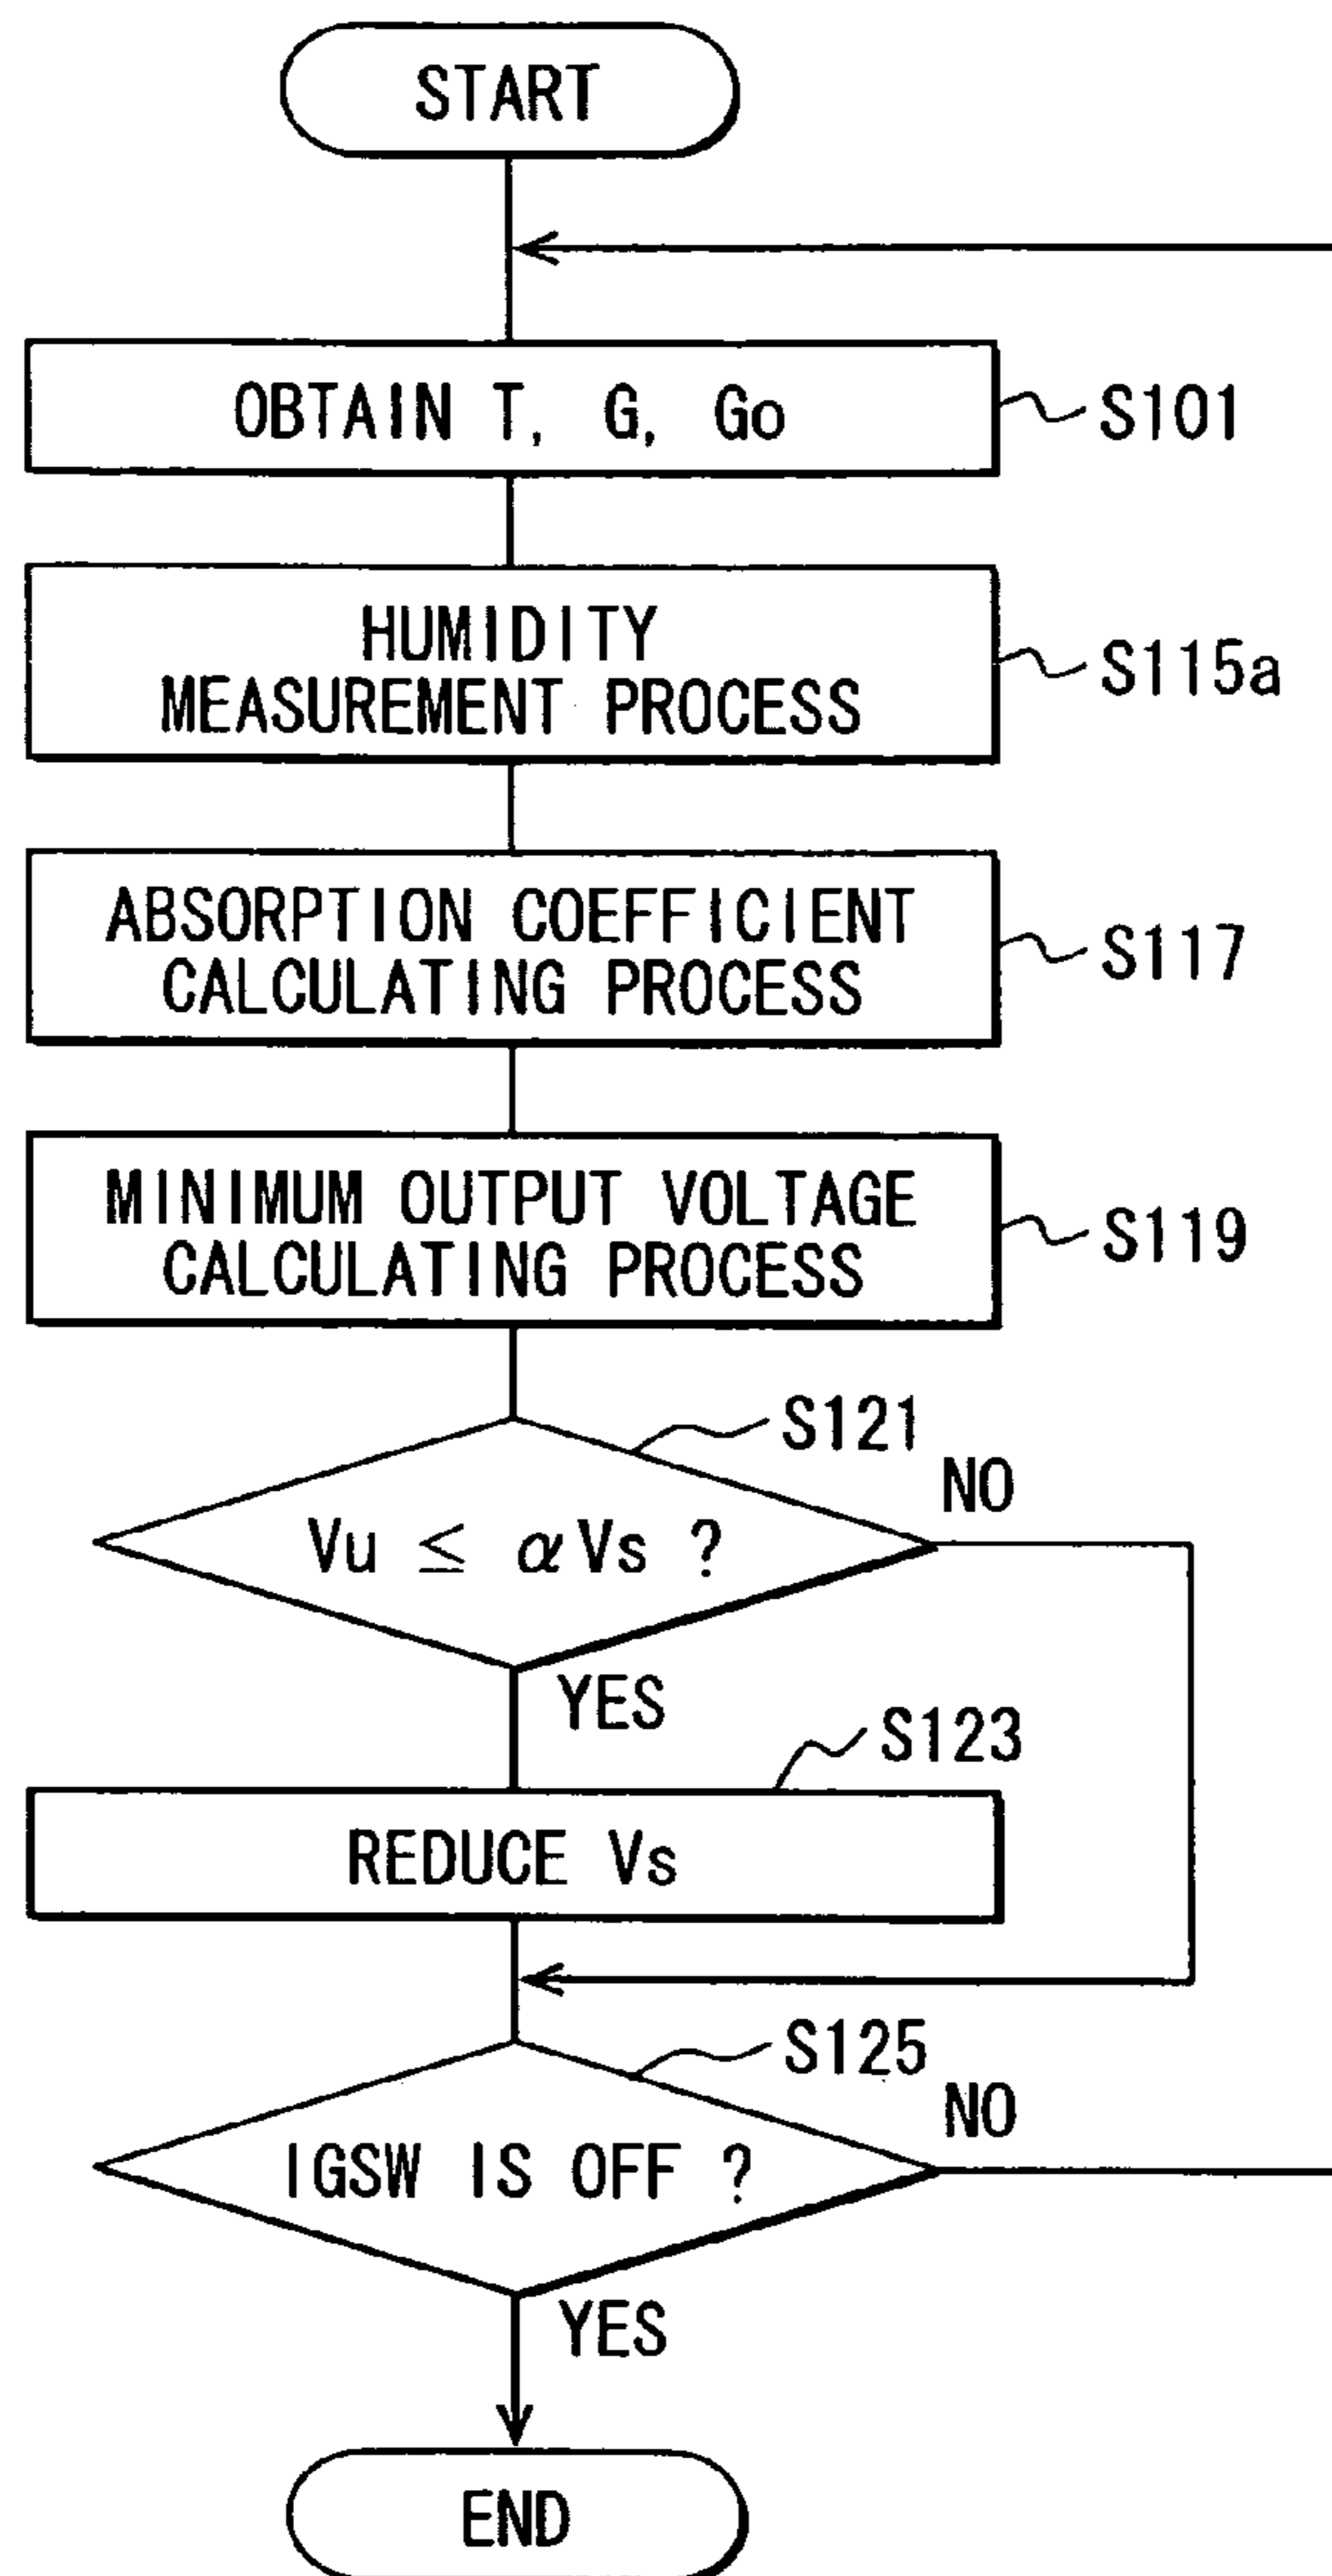 START
OBTAIN T, G, Go
S101
HUMIDITY
MEASUREMENT PROCESS
S115a
ABSORPTION COEFFICIENT
CALCULATING PROCESS
S117
MINIMUM OUTPUT VOLTAGE
CALCULATING PROCESS
S119
S121
NO
Vu ≦ αVs ?
YES
S123
REDUCE Vs
S125
NO
IGSW IS OFF ?
YES
END